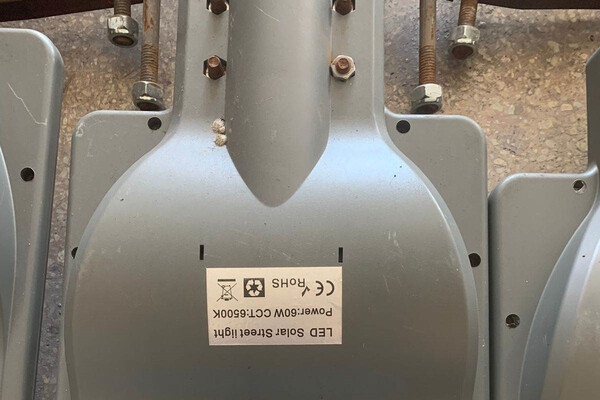 LED Solar Street light
Power:60W CCT:6500K
CE RoHS